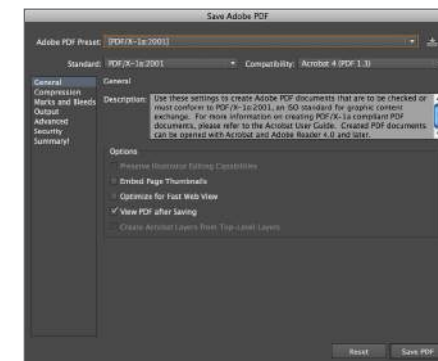 Save Adobe PDF
Adobe PDF Preset: [PDF/X-1a:2001]
Standard: PDF/X-1a:2001 Compatibility: Acrobat 4 (PDF 1.3)
General
Compression
Marks and Bleeds
Output
Advanced
Security
Summary!
General
Description: Use these settings to create Adobe PDF documents that are to be checked or
must conform to PDF/X-1a:2001, an ISO standard for graphic content
exchange. For more information on creating PDF/X-1a compliant PDF
documents, please refer to the Acrobat User Guide. Created PDF documents
can be opened with Acrobat and Adobe Reader 4.0 and later.
Options
Preserve Illustrator Editing Capabilities
Embed Page Thumbnails
Optimize for Fast Web View
View PDF after Saving
Create Acrobat Layers from Top-Level Layers
Reset Save PDF